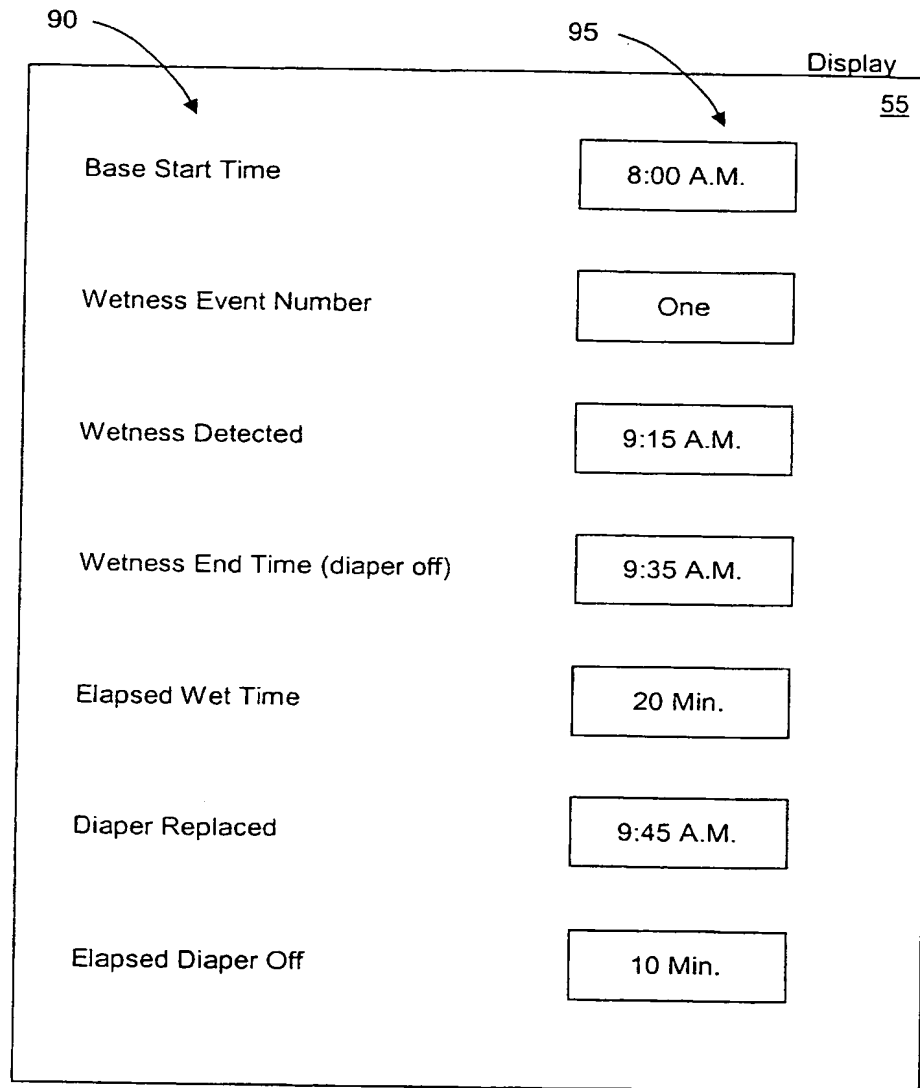 90
95
Display
55
Base Start Time
8:00 A.M.
Wetness Event Number
One
Wetness Detected
9:15 A.M.
Wetness End Time (diaper off)
9:35 A.M.
Elapsed Wet Time
20 Min.
Diaper Replaced
9:45 A.M.
Elapsed Diaper Off
10 Min.